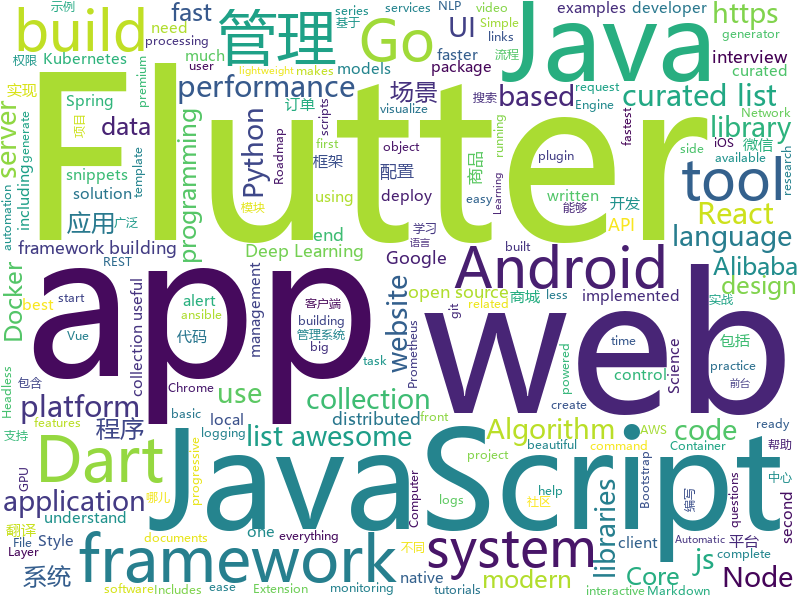 build
管理
Go
Java
https
video
示例
NLP
series
基于
services
Simple
links
流程
examples
developer
processing
权限
Kubernetes
fast
need
automation
much
faster
generator
UI
models
package
interview
curated
user
lightweight
makes
performance
based
curated list
premium
实现
Spring
项目
data
server
including
generate
snippets
template
solution
programming
Python
Roadmap
scripts
visualize
first
订单
场景
object
框架
using
配置
running
商品
Engine
request
搜索
library
fastest
微信
Network
side
available
iOS
research
plugin
written
easy
能够
开发
tool
React
API
deploy
Learning
模块
应用
广泛
end
Deep Learning
Google
学习
语言
built
framework building
language
Flutter
app
web
Android
JavaScript
Dart
framework
system
REST
best
start
Vue
Docker
collection useful
management
website
alert
ansible
代码
客户端
building
管理系统
big
task
Prometheus
git
open source
商城
less
implemented
related
Alibaba
design
实战
包括
Science
time
control
前台
practice
powered
create
Headless
包含
支持
features
platform
程序
Chrome
basic
progressive
use
local
logging
collection
distributed
front
Algorithm
code
AWS
ready
Container
帮助
list awesome
application
GPU
翻译
Layer
File
Style
understand
哪儿
one
help
everything
libraries
Computer
logs
command
beautiful
project
社区
js
Core
Bootstrap
编写
questions
second
Automatic
平台
不同
client
complete
Node
系统
documents
software
Includes
ease
Extension
monitoring
native
tutorials
modern
interactive
Markdown
中心